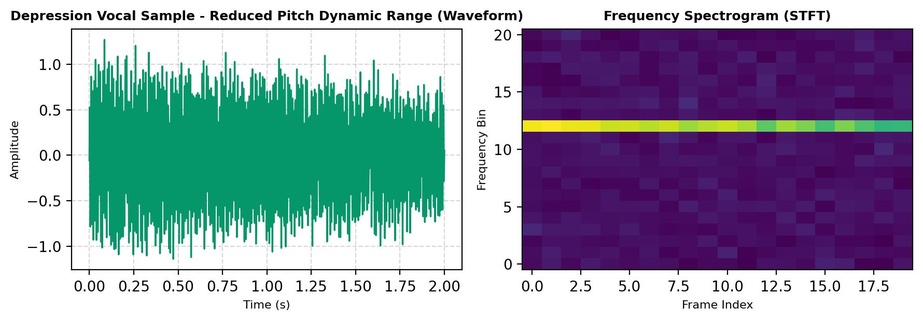 Depression Vocal Sample - Reduced Pitch Dynamic Range (Waveform)
1.0
0.5
0.0
−0.5
−1.0
Amplitude
0.00 0.25 0.50 0.75 1.00 1.25 1.50 1.75 2.00
Time (s)
Frequency Spectrogram (STFT)
20
15
10
5
0
Frequency Bin
0.0 2.5 5.0 7.5 10.0 12.5 15.0 17.5
Frame Index